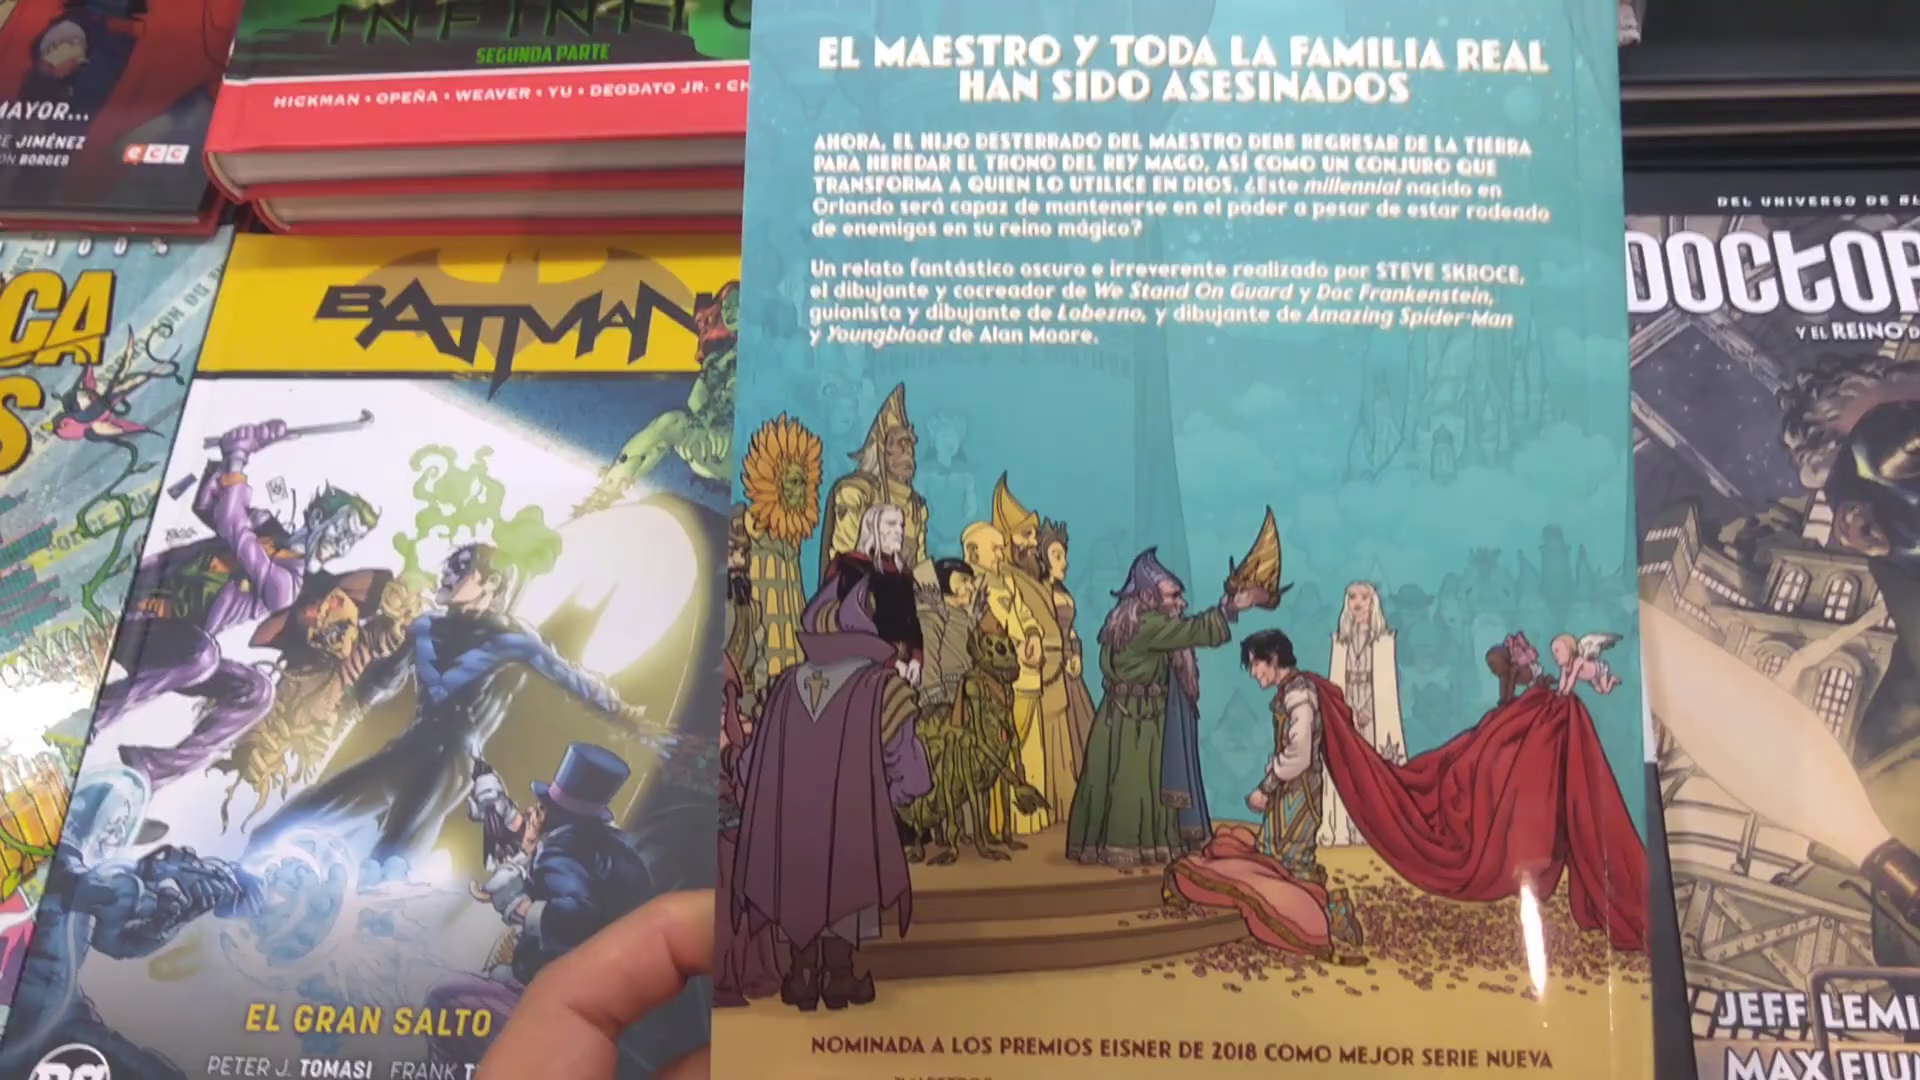 INFINITO
SEGUNDA PARTE
HICKMAN • OPEÑA • WEAVER • YU • DEODATO JR. •
MAYOR...
JIMÉNEZ
BORGES
ecc
100%
BATMAN
EL GRAN SALTO
PETER J. TOMASI FRANK
EL MAESTRO Y TODA LA FAMILIA REAL
HAN SIDO ASESINADOS
AHORA, EL HIJO DESTERRADO DEL MAESTRO DEBE REGRESAR DE LA TIERRA
PARA HEREDAR EL TRONO DEL REY MAGO, ASÍ COMO UN CONJURO QUE
TRANSFORMA A QUIEN LO UTILICE EN DIOS. ¿Este millennial nacido en
Orlando será capaz de mantenerse en el poder a pesar de estar rodeado
de enemigos en su reino mágico?
Un relato fantástico oscuro e irreverente realizado por STEVE SKROCE,
el dibujante y cocreador de We Stand On Guard y Doc Frankenstein,
guionista y dibujante de Lobezno, y dibujante de Amazing Spider-Man
y Youngblood de Alan Moore.
NOMINADA A LOS PREMIOS EISNER DE 2018 COMO MEJOR SERIE NUEVA
DEL UNIVERSO DE
DOCTOR
Y EL REINO
JEFF
MAX